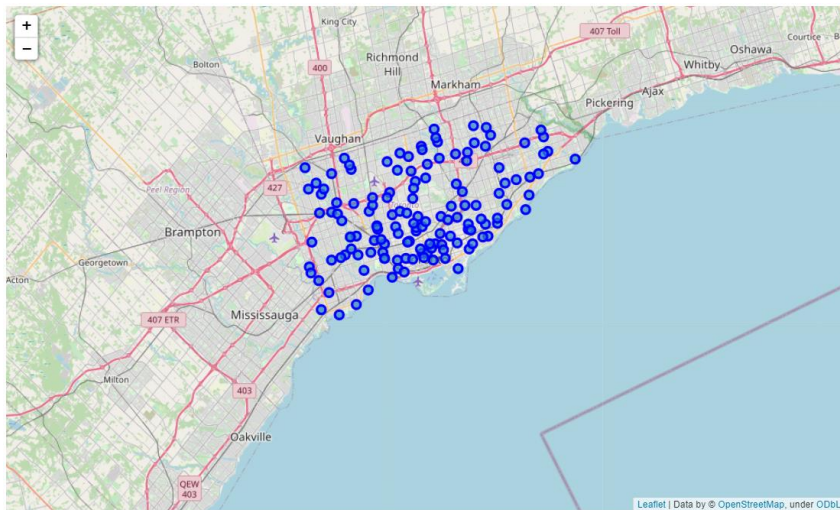 +
−
King City
407 Toll
Courtice
Oshawa
Whitby
Richmond
Hill
Bolton
400
Markham
Ajax
Pickering
Vaughan
427
Peel Region
Brampton
Georgetown
Acton
407 ETR
Mississauga
Milton
403
Oakville
QEW
403
Leaflet | Data by © OpenStreetMap, under ODbL